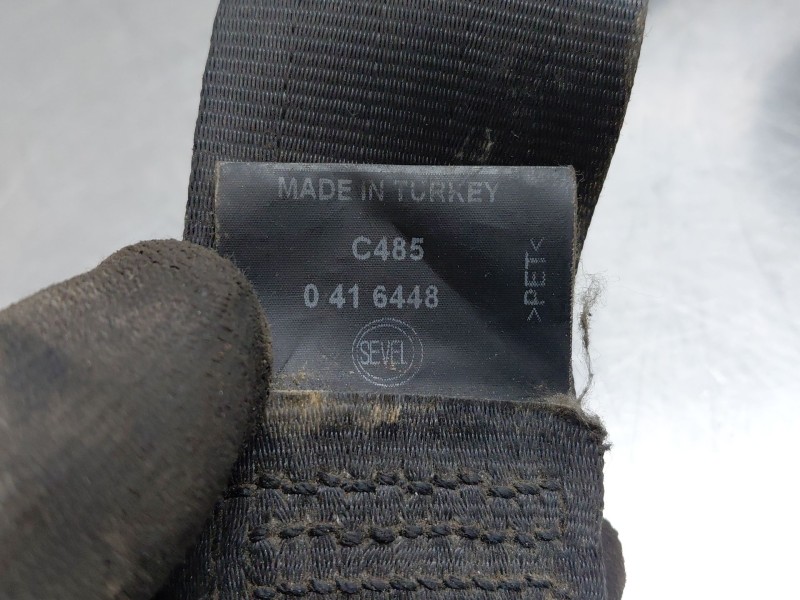 MADE IN TURKEY
C485
0 41 6448
SEVEL
>PET<